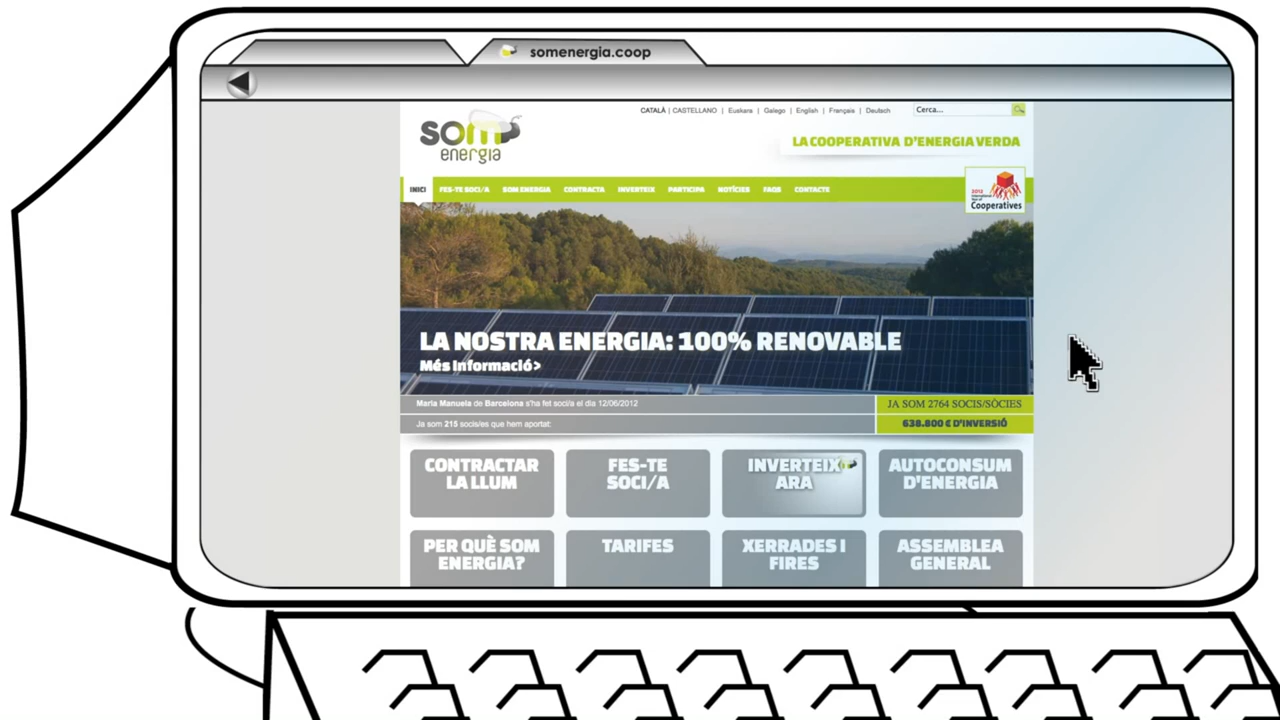 somenergia.coop
CATALÀ | CASTELLANO | Euskara | Galego | English | Français | Deutsch
Cerca...
som
energia
LA COOPERATIVA D'ENERGIA VERDA
INICI FES-TE SOCI/A SOM ENERGIA CONTRACTA INVERTEIX PARTICIPA NOTÍCIES FAQS CONTACTE
2012
International
Year of
Cooperatives
LA NOSTRA ENERGIA: 100% RENOVABLE
Més Informació>
Maria Manuela de Barcelona s'ha fet soci/a el dia 12/06/2012
JA SOM 2764 SOCIS/SÒCIES
Ja som 215 socis/es que hem aportat:
638.800 € D'INVERSIÓ
CONTRACTAR
LA LLUM
FES-TE
SOCI/A
INVERTEIX
ARA
AUTOCONSUM
D'ENERGIA
PER QUÈ SOM
ENERGIA?
TARIFES
XERRADES I
FIRES
ASSEMBLEA
GENERAL